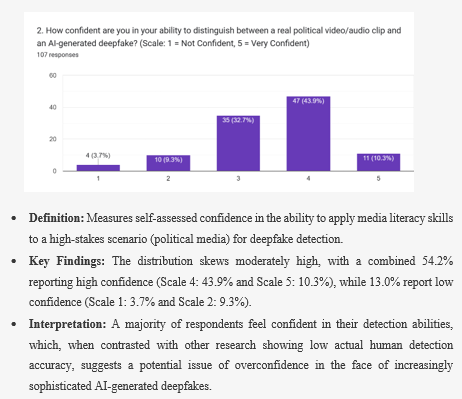 2. How confident are you in your ability to distinguish between a real political video/audio clip and
an AI-generated deepfake? (Scale: 1 = Not Confident, 5 = Very Confident)
107 responses
60
40
20
0
4 (3.7%)
10 (9.3%)
35 (32.7%)
47 (43.9%)
11 (10.3%)
1
2
3
4
5
• Definition: Measures self-assessed confidence in the ability to apply media literacy skills
to a high-stakes scenario (political media) for deepfake detection.
• Key Findings: The distribution skews moderately high, with a combined 54.2%
reporting high confidence (Scale 4: 43.9% and Scale 5: 10.3%), while 13.0% report low
confidence (Scale 1: 3.7% and Scale 2: 9.3%).
• Interpretation: A majority of respondents feel confident in their detection abilities,
which, when contrasted with other research showing low actual human detection
accuracy, suggests a potential issue of overconfidence in the face of increasingly
sophisticated AI-generated deepfakes.